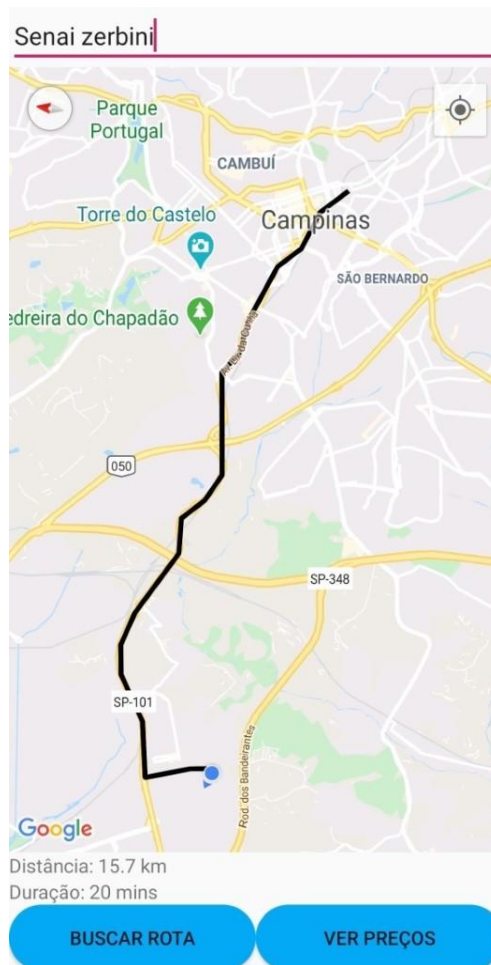 Senai zerbini
Parque
Portugal
CAMBUÍ
Torre do Castelo
Campinas
SÃO BERNARDO
edreira do Chapadão
050
SP-348
SP-101
Rod. dos Bandeirantes
Google
Distância: 15.7 km
Duração: 20 mins
BUSCAR ROTA
VER PREÇOS